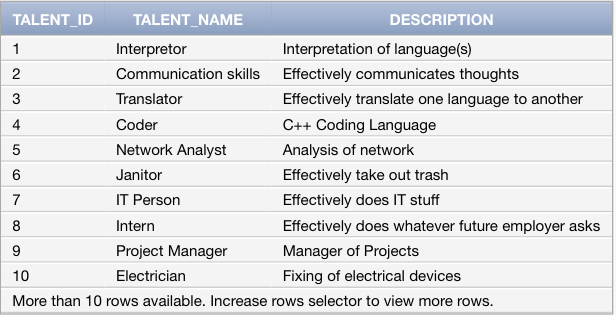 TALENT_ID TALENT_NAME DESCRIPTION
1 Interpretor Interpretation of language(s)
2 Communication skills Effectively communicates thoughts
3 Translator Effectively translate one language to another
4 Coder C++ Coding Language
5 Network Analyst Analysis of network
6 Janitor Effectively take out trash
7 IT Person Effectively does IT stuff
8 Intern Effectively does whatever future employer asks
9 Project Manager Manager of Projects
10 Electrician Fixing of electrical devices
More than 10 rows available. Increase rows selector to view more rows.